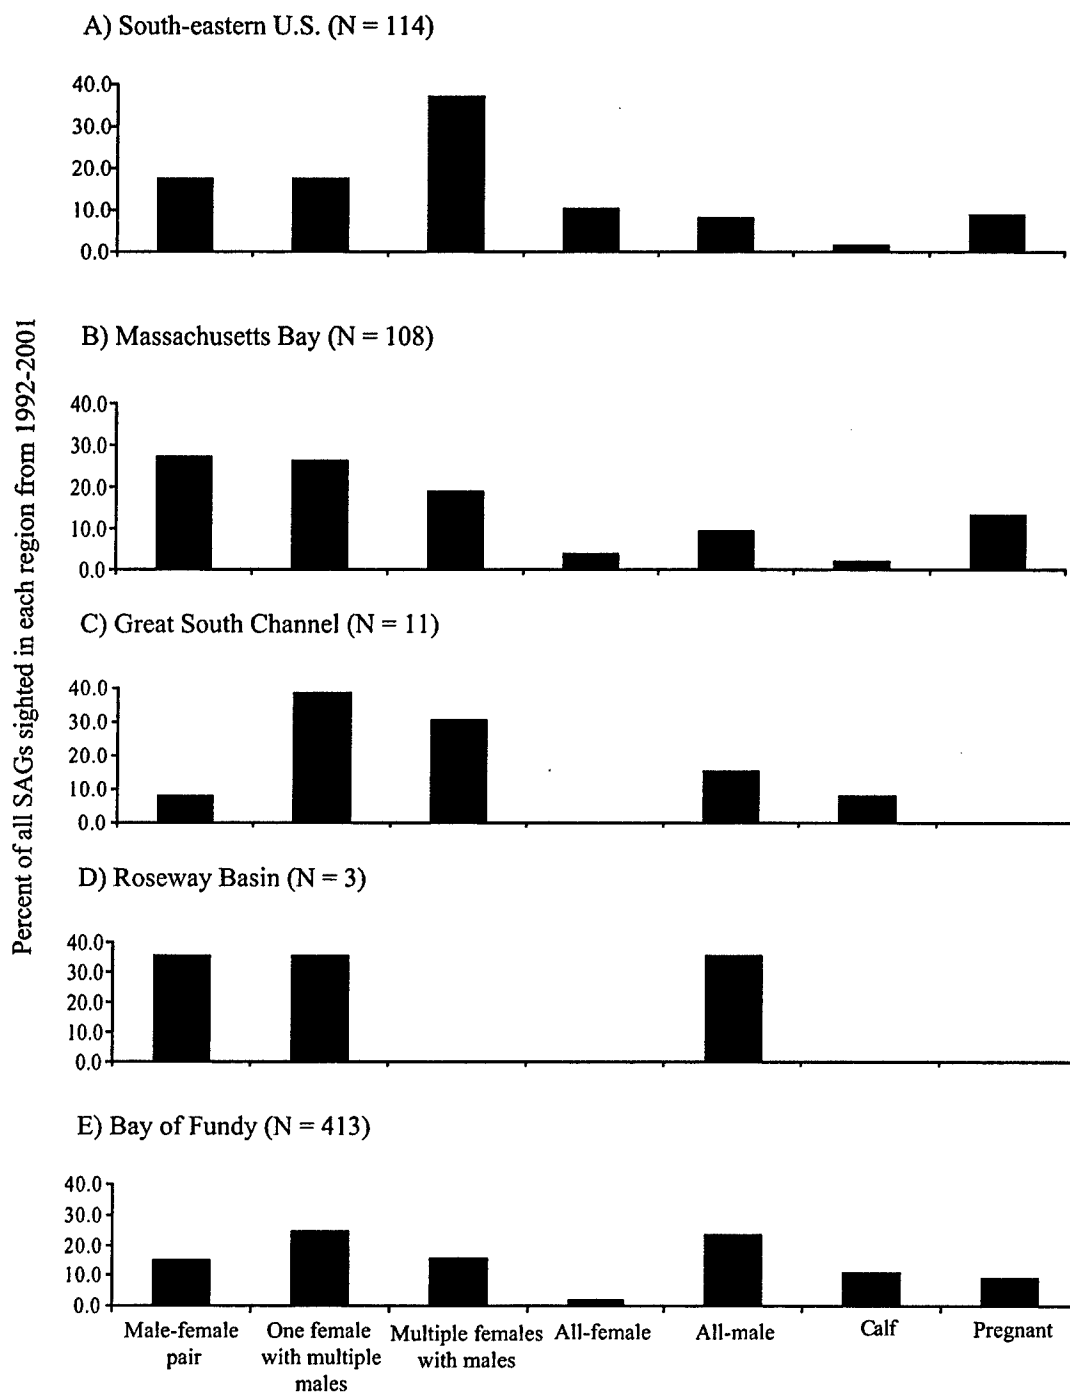 Percent of all SAGs sighted in each region from 1992-2001
A) South-eastern U.S. (N = 114)
40.0
30.0
20.0
10.0
0.0
B) Massachusetts Bay (N = 108)
40.0
30.0
20.0
10.0
0.0
C) Great South Channel (N = 11)
40.0
30.0
20.0
10.0
0.0
D) Roseway Basin (N = 3)
40.0
30.0
20.0
10.0
0.0
E) Bay of Fundy (N = 413)
40.0
30.0
20.0
10.0
0.0
Male-female
pair
One female
with multiple
males
Multiple females
with males
All-female
All-male
Calf
Pregnant